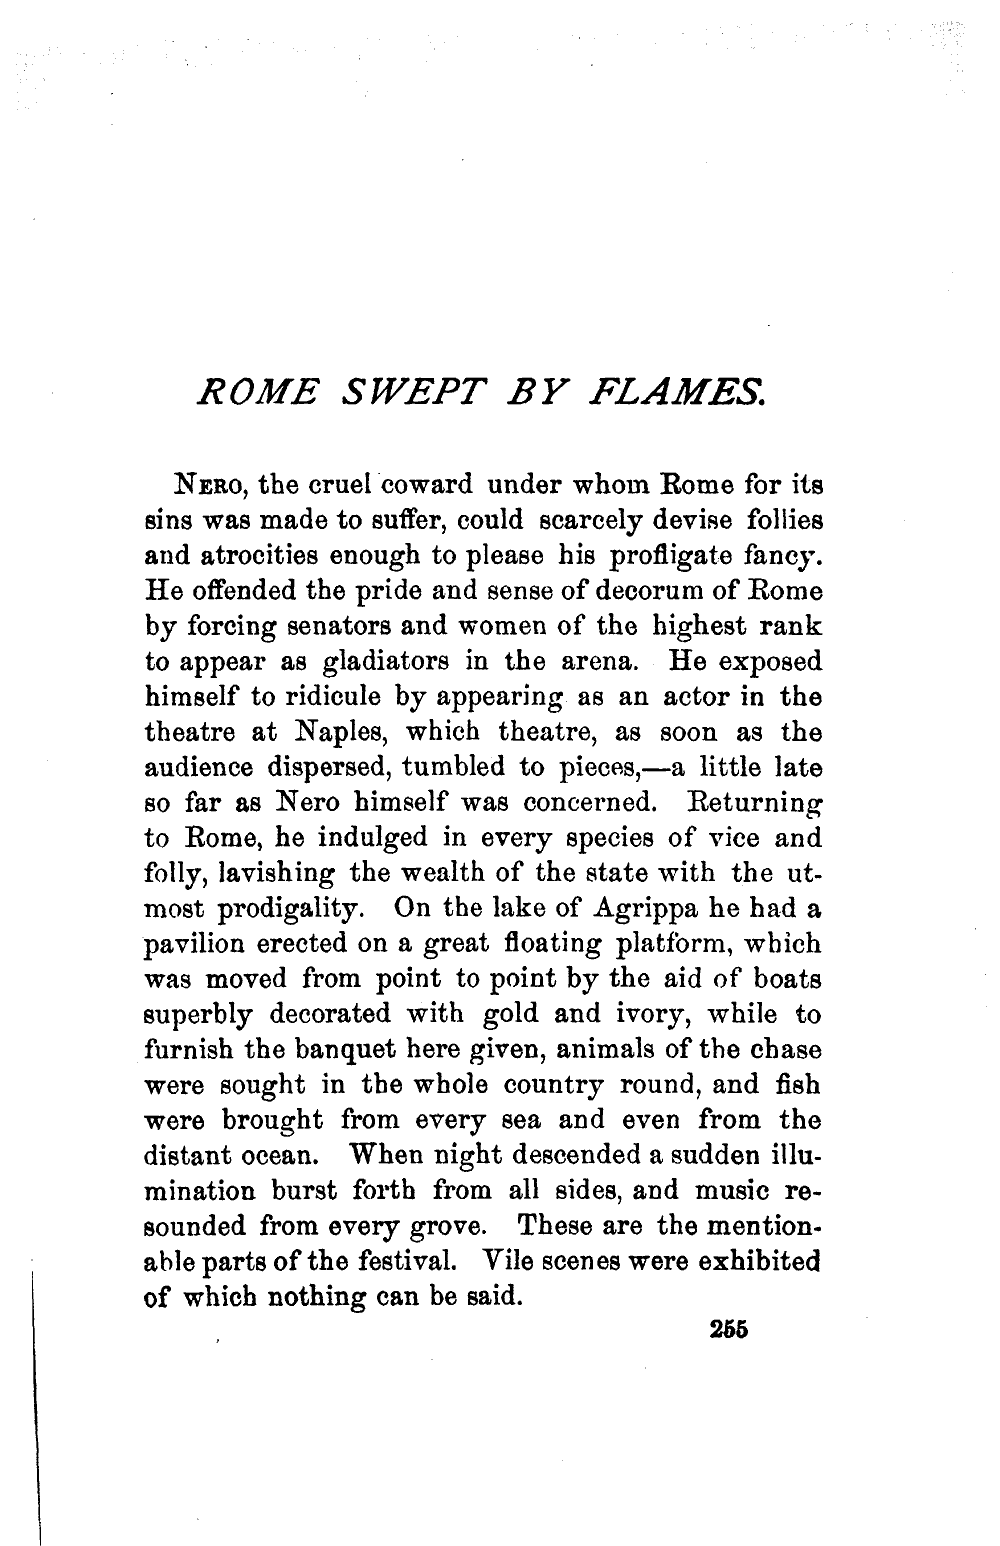 ROME SWEPT BY FLAMES.
NERO, the cruel coward under whom Rome for its
sins was made to suffer, could scarcely devise follies
and atrocities enough to please his profligate fancy.
He offended the pride and sense of decorum of Rome
by forcing senators and women of the highest rank
to appear as gladiators in the arena. He exposed
himself to ridicule by appearing as an actor in the
theatre at Naples, which theatre, as soon as the
audience dispersed, tumbled to pieces,—a little late
so far as Nero himself was concerned. Returning
to Rome, he indulged in every species of vice and
folly, lavishing the wealth of the state with the ut-
most prodigality. On the lake of Agrippa he had a
pavilion erected on a great floating platform, which
was moved from point to point by the aid of boats
superbly decorated with gold and ivory, while to
furnish the banquet here given, animals of the chase
were sought in the whole country round, and fish
were brought from every sea and even from the
distant ocean. When night descended a sudden illu-
mination burst forth from all sides, and music re-
sounded from every grove. These are the mention-
able parts of the festival. Vile scenes were exhibited
of which nothing can be said.
255